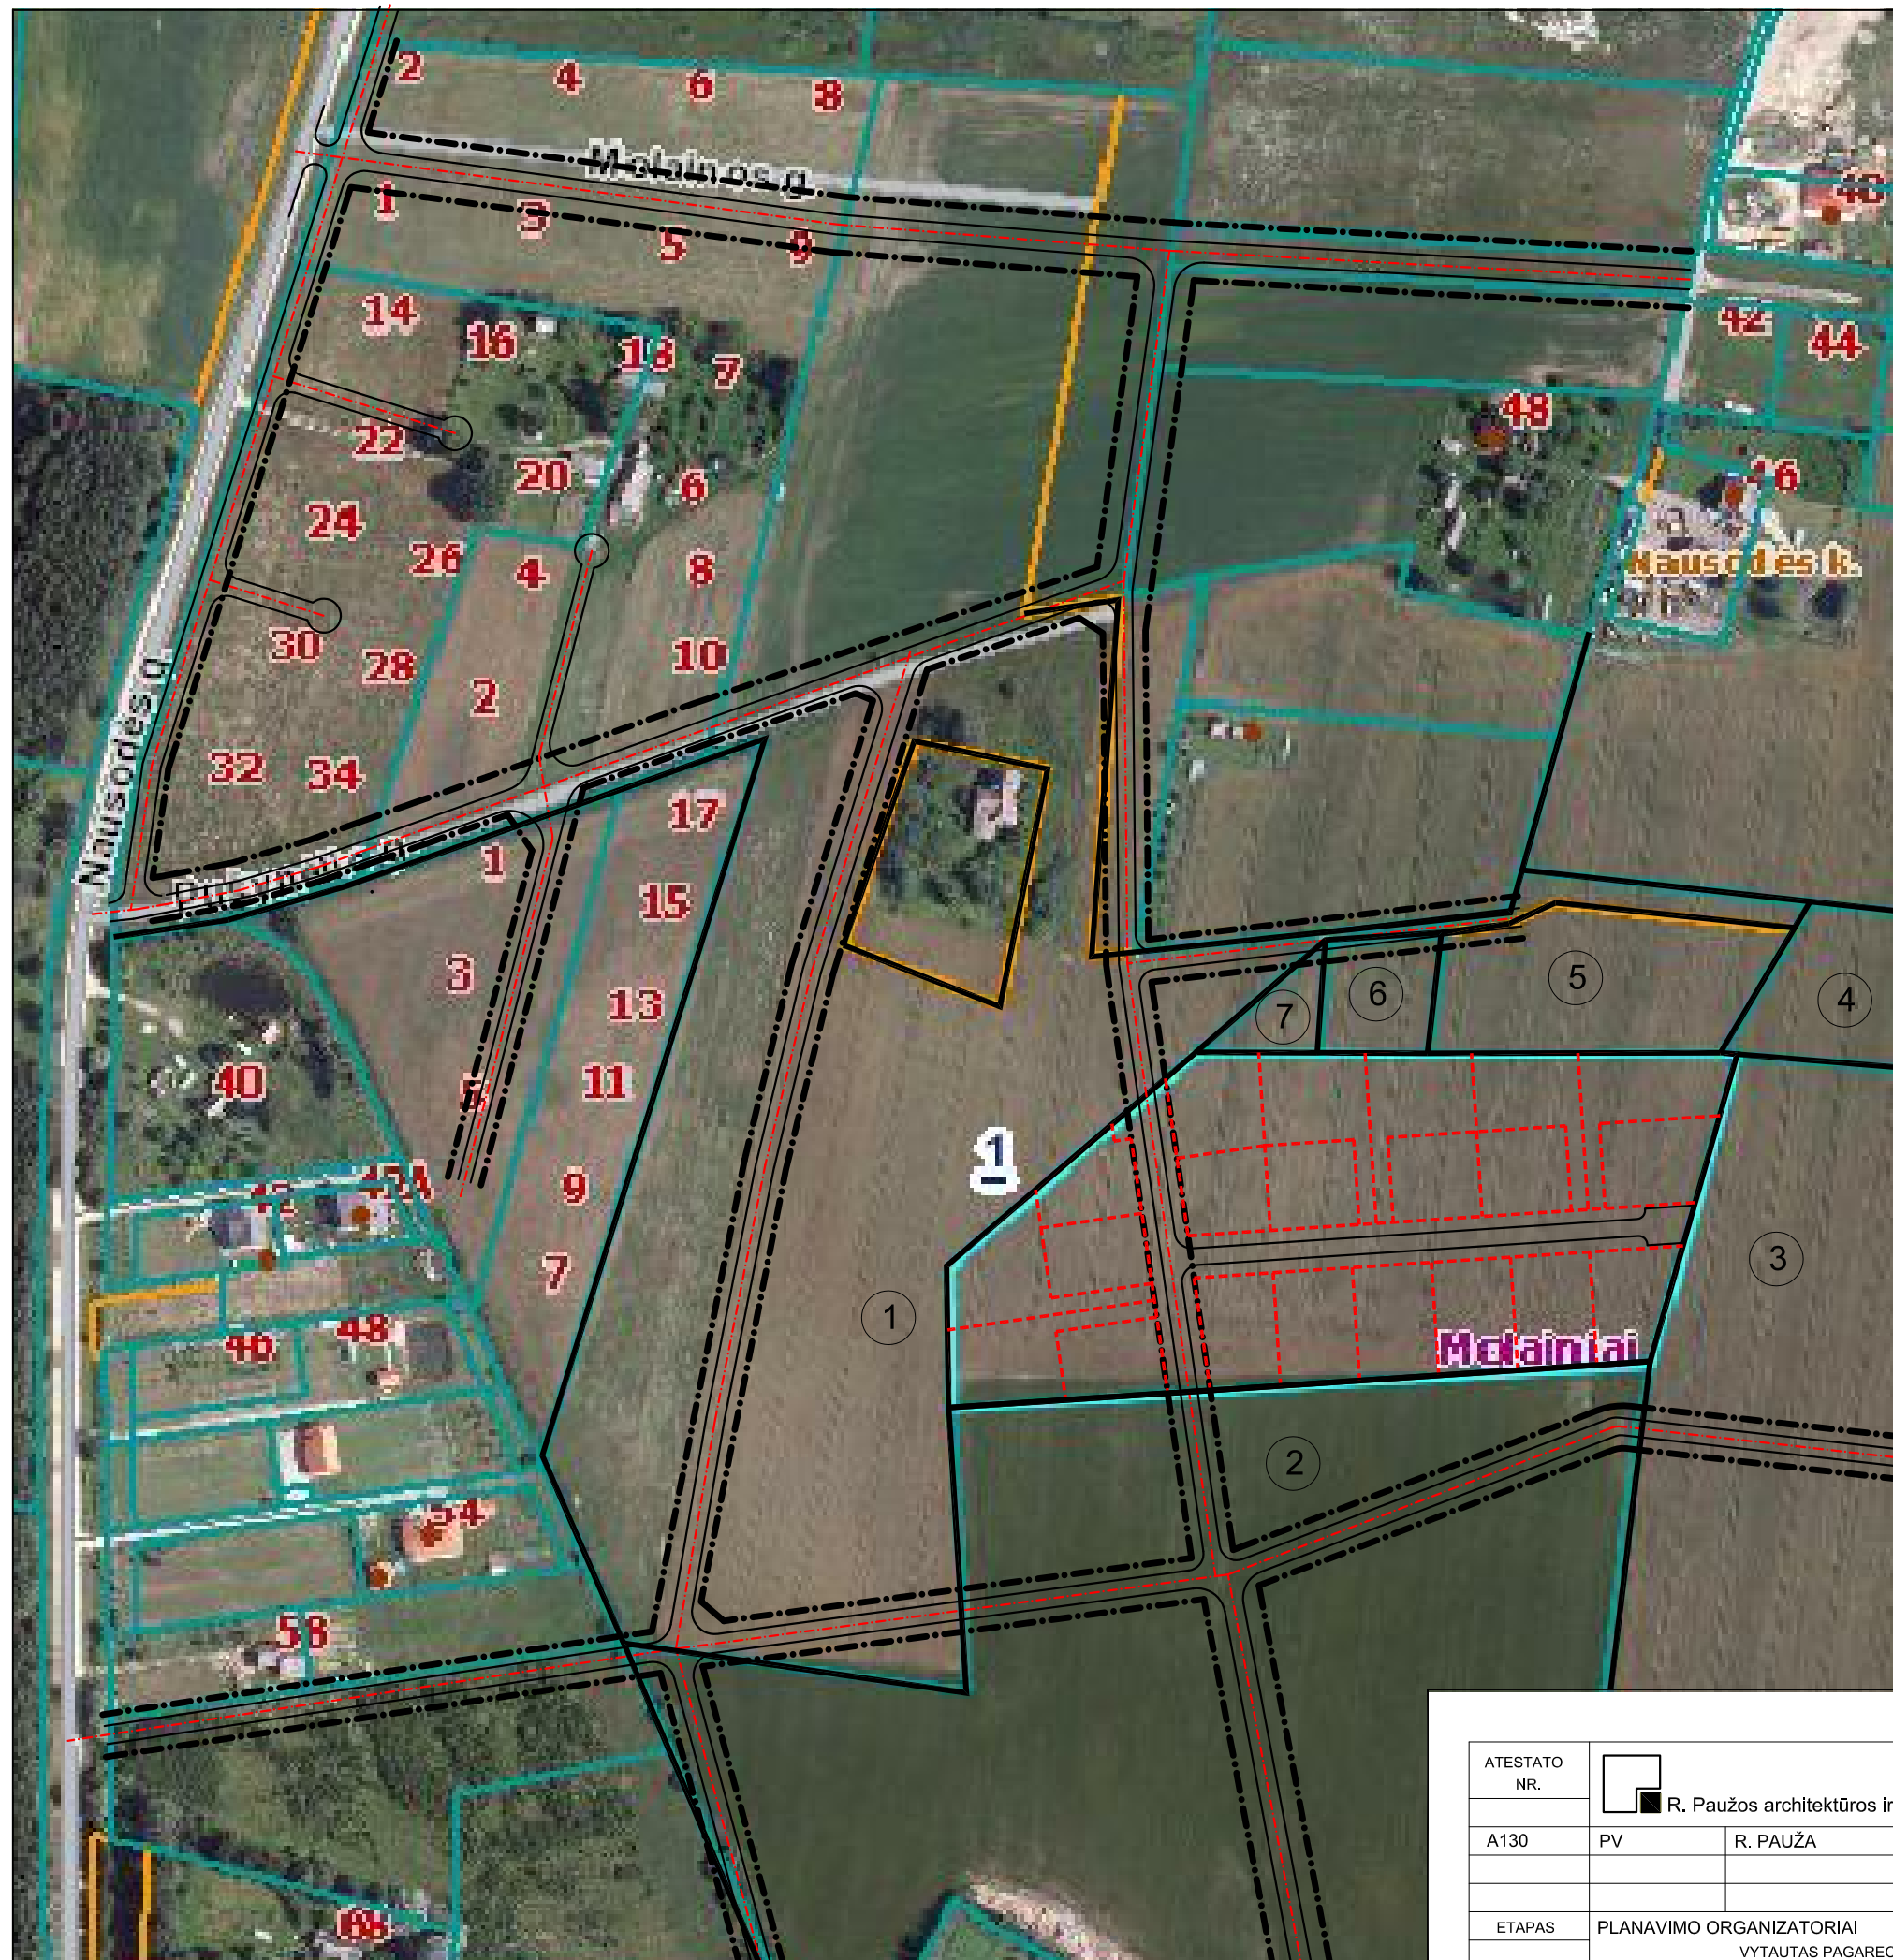 2 4 6 8
Molainos g.
1 3 5 9
48
14 16 18 7
42 44
22 20 6
48
46
24 26 4 8
Nausodės k.
30 28 2 10
32 34
Nausodės g.
17
1
15
3
13
5
11
40
9
7
40 48
54
58
1
1
2
3
4
5
6
7
Molainiai
ATESTATO
NR.
R. Paužos architektūros ir
A130 PV R. PAUŽA
ETAPAS PLANAVIMO ORGANIZATORIAI